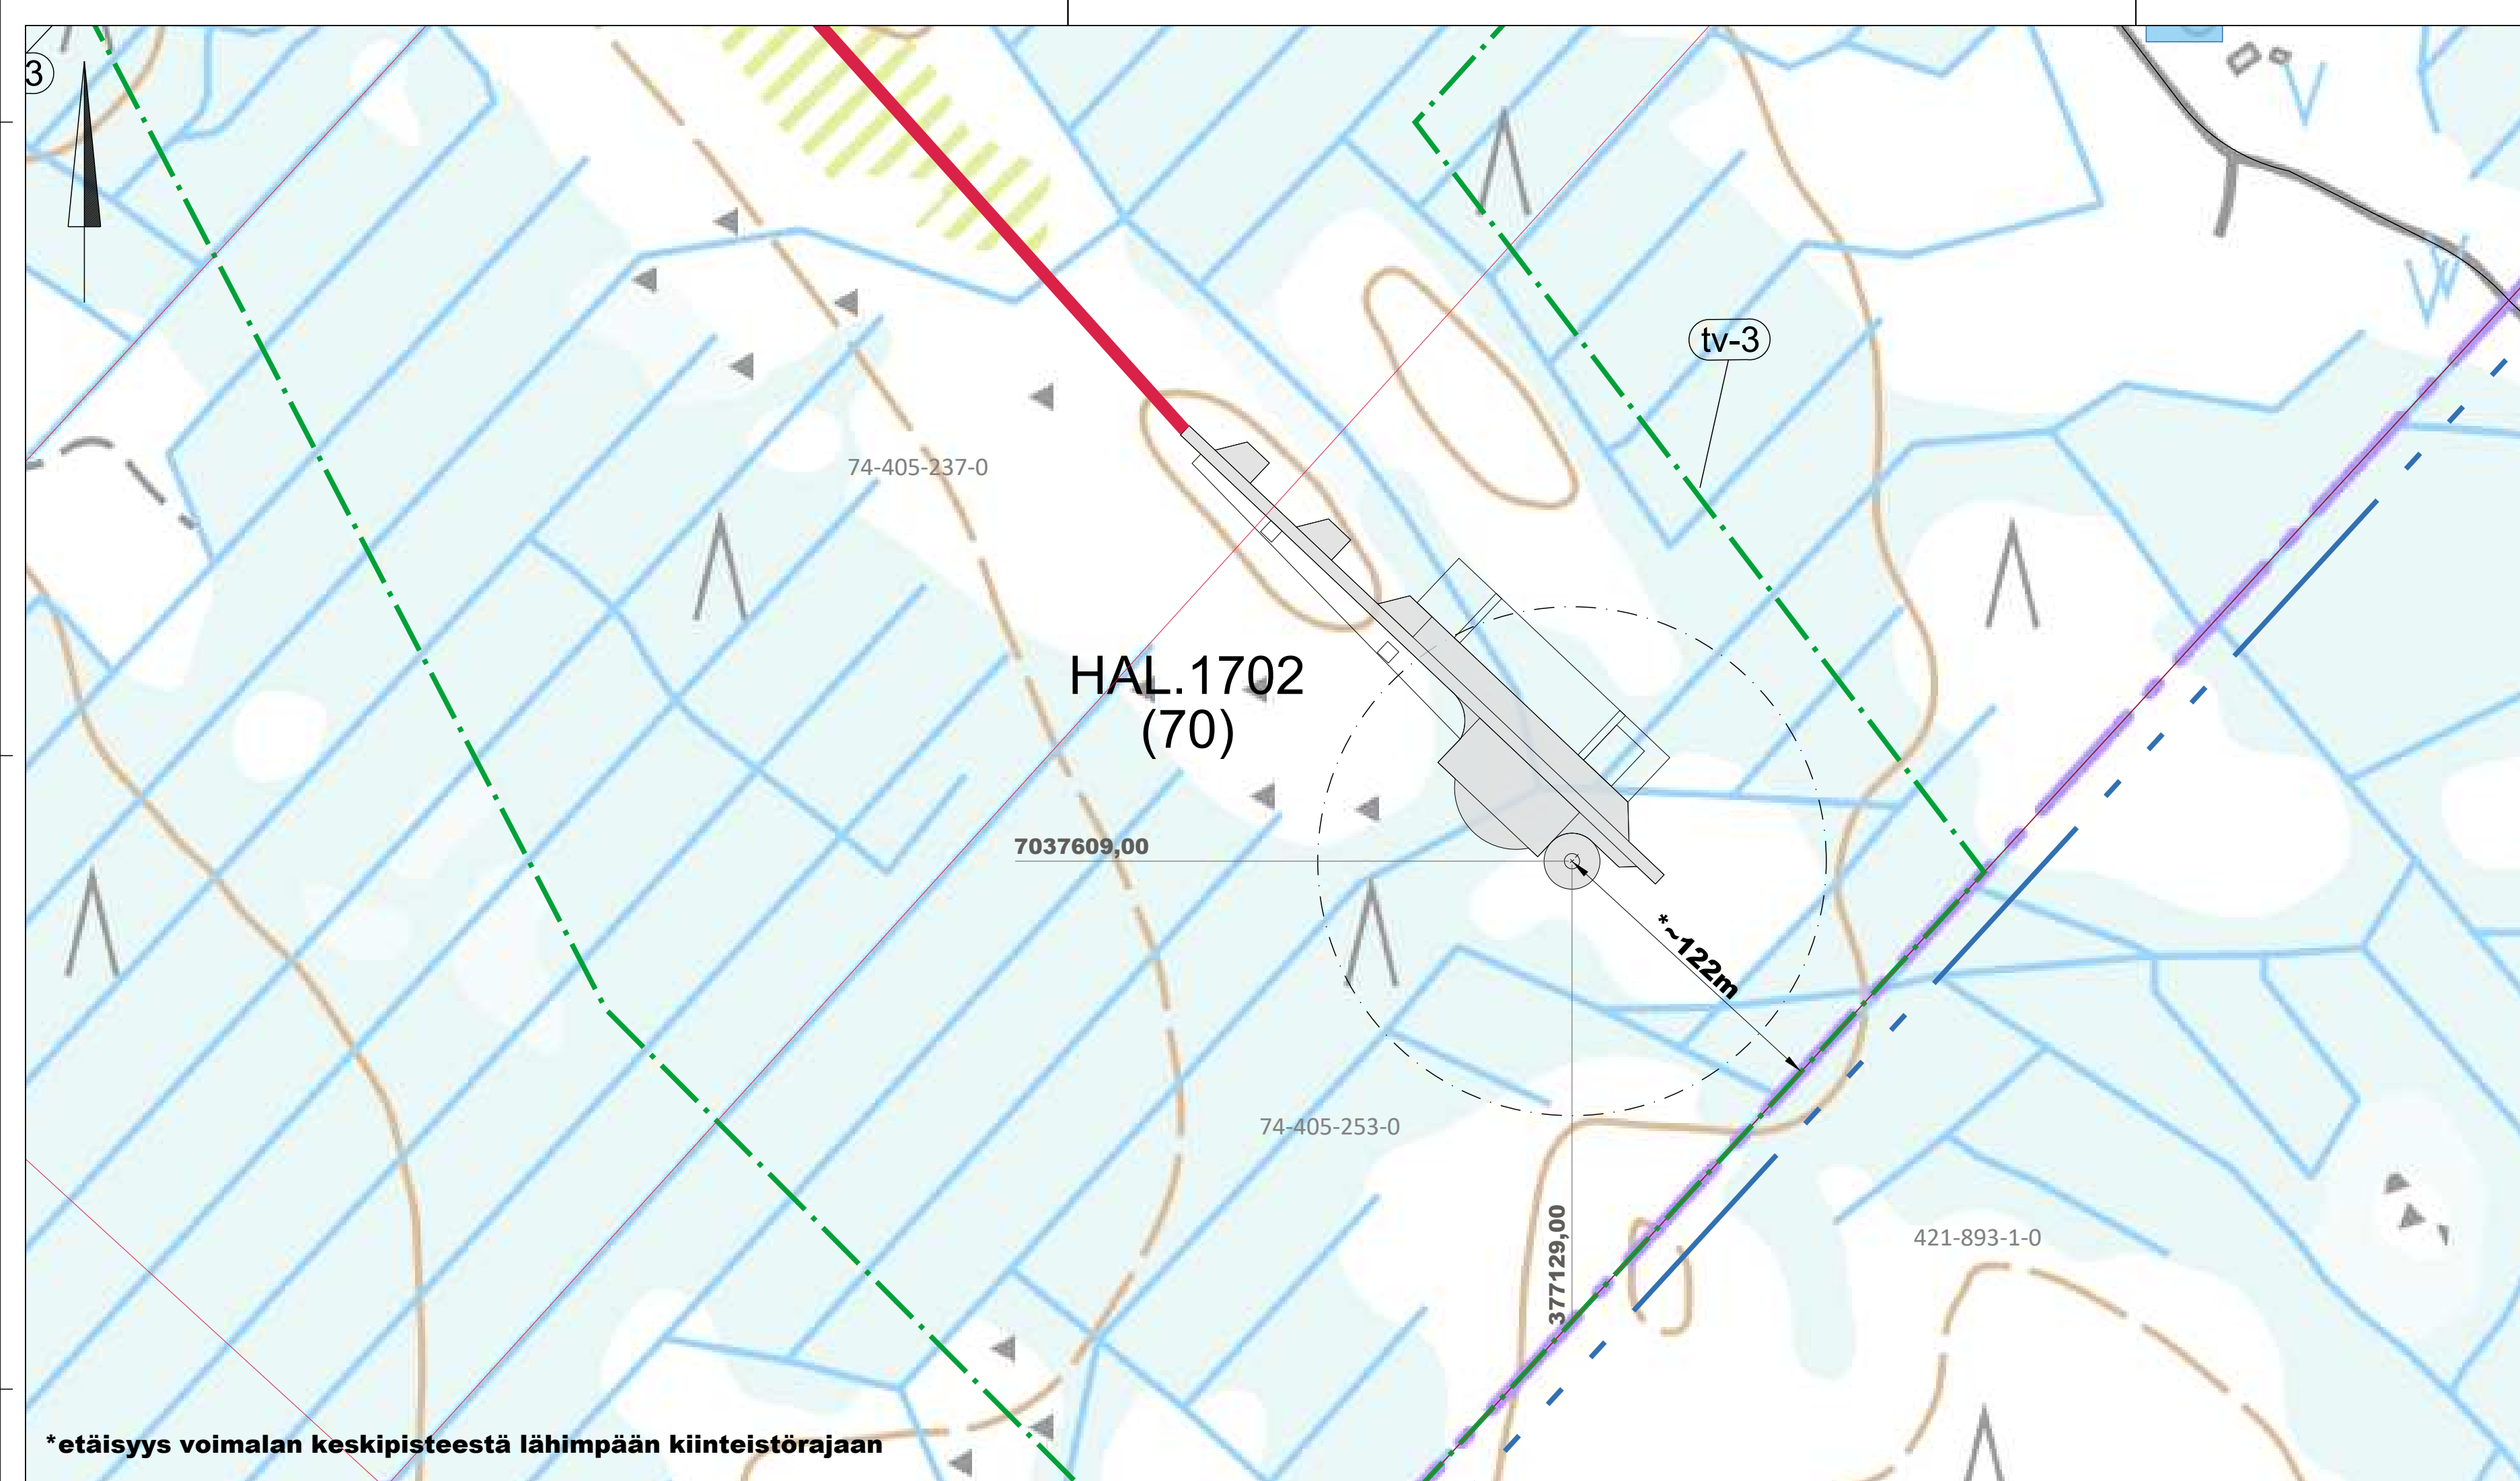 3
tv-3
74-405-237-0
HAL.1702
(70)
7037609,00
*~122m
74-405-253-0
377129,00
421-893-1-0
*etäisyys voimalan keskipisteestä lähimpään kiinteistörajaan